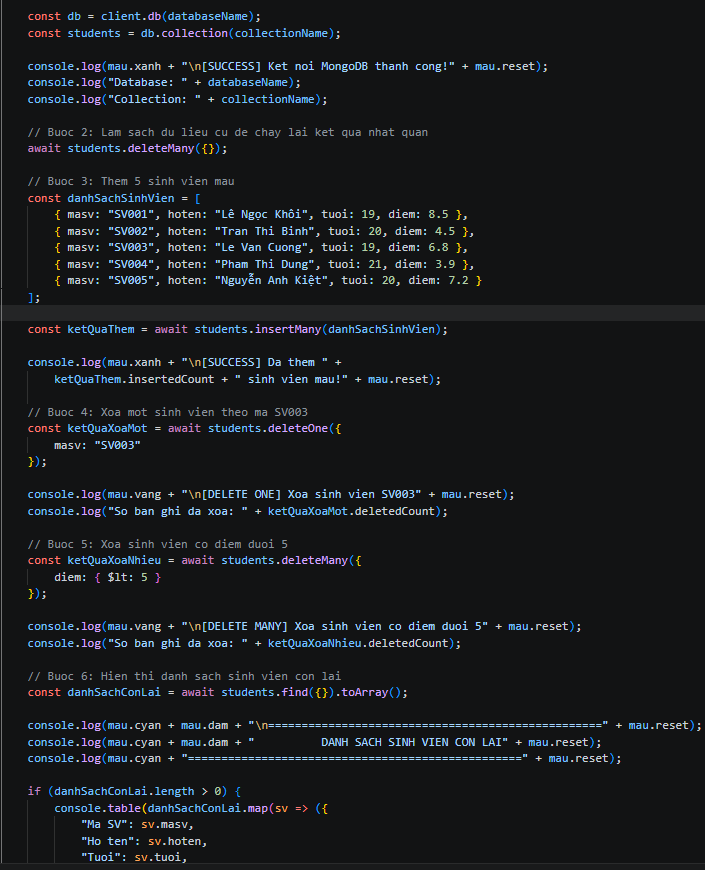 const db = client.db(databaseName);
const students = db.collection(collectionName);
console.log(mau.xanh + "\n[SUCCESS] Ket noi MongoDB thanh cong!" + mau.reset);
console.log("Database: " + databaseName);
console.log("Collection: " + collectionName);
// Buoc 2: Lam sach du lieu cu de chay lai ket qua nhat quan
await students.deleteMany({});
// Buoc 3: Them 5 sinh vien mau
const danhSachSinhVien = [
{ masv: "SV001", hoten: "Lê Ngọc Khôi", tuoi: 19, diem: 8.5 },
{ masv: "SV002", hoten: "Tran Thi Binh", tuoi: 20, diem: 4.5 },
{ masv: "SV003", hoten: "Le Van Cuong", tuoi: 19, diem: 6.8 },
{ masv: "SV004", hoten: "Pham Thi Dung", tuoi: 21, diem: 3.9 },
{ masv: "SV005", hoten: "Nguyễn Anh Kiệt", tuoi: 20, diem: 7.2 }
];
const ketQuaThem = await students.insertMany(danhSachSinhVien);
console.log(mau.xanh + "\n[SUCCESS] Da them " +
ketQuaThem.insertedCount + " sinh vien mau!" + mau.reset);
// Buoc 4: Xoa mot sinh vien theo ma SV003
const ketQuaXoaMot = await students.deleteOne({
masv: "SV003"
});
console.log(mau.vang + "\n[DELETE ONE] Xoa sinh vien SV003" + mau.reset);
console.log("So ban ghi da xoa: " + ketQuaXoaMot.deletedCount);
// Buoc 5: Xoa sinh vien co diem duoi 5
const ketQuaXoaNhieu = await students.deleteMany({
diem: { $lt: 5 }
});
console.log(mau.vang + "\n[DELETE MANY] Xoa sinh vien co diem duoi 5" + mau.reset);
console.log("So ban ghi da xoa: " + ketQuaXoaNhieu.deletedCount);
// Buoc 6: Hien thi danh sach sinh vien con lai
const danhSachConLai = await students.find({}).toArray();
console.log(mau.cyan + mau.dam + "\n==================================================" + mau.reset);
console.log(mau.cyan + mau.dam + "          DANH SACH SINH VIEN CON LAI" + mau.reset);
console.log(mau.cyan + "==================================================" + mau.reset);
if (danhSachConLai.length > 0) {
console.table(danhSachConLai.map(sv => ({
"Ma SV": sv.masv,
"Ho ten": sv.hoten,
"Tuoi": sv.tuoi,